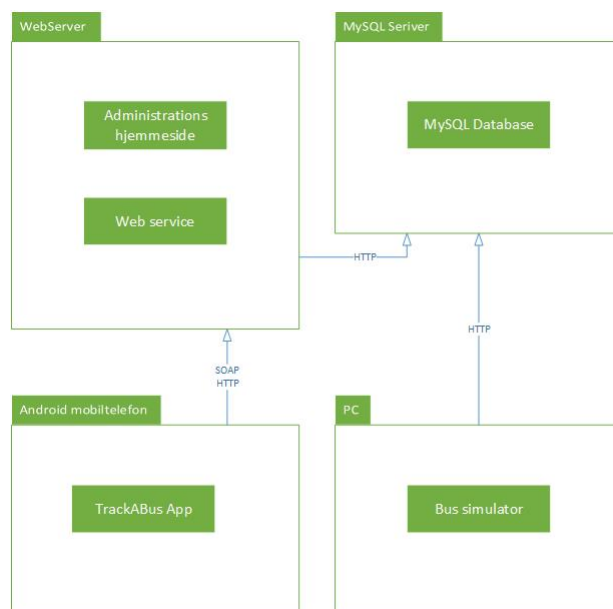 WebServer
MySQL Seriver
Administrations
hjemmeside
MySQL Database
Web service
HTTP
HTTP
SOAP
HTTP
Android mobiltelefon
PC
TrackABus App
Bus simulator